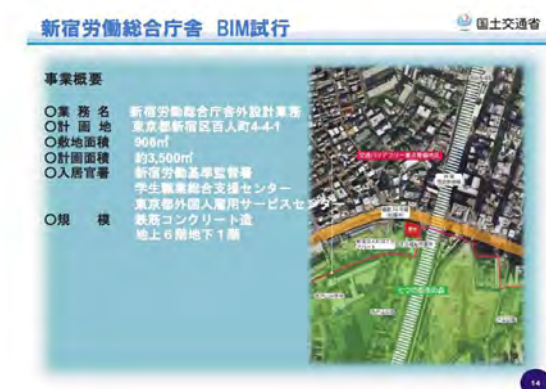 新宿労働総合庁舎 BIM試行
国土交通省
事業概要
○業 務 名 新宿労働総合庁舎外設計業務
○計 画 地 東京都新宿区百人町4-4-1
○敷地面積 906㎡
○計画面積 約3,500㎡
○入居官署 新宿労働基準監督署
学生職業総合支援センター
東京都外国人雇用サービスセンター
○規 模 鉄筋コンクリート造
地上6階地下1階
14